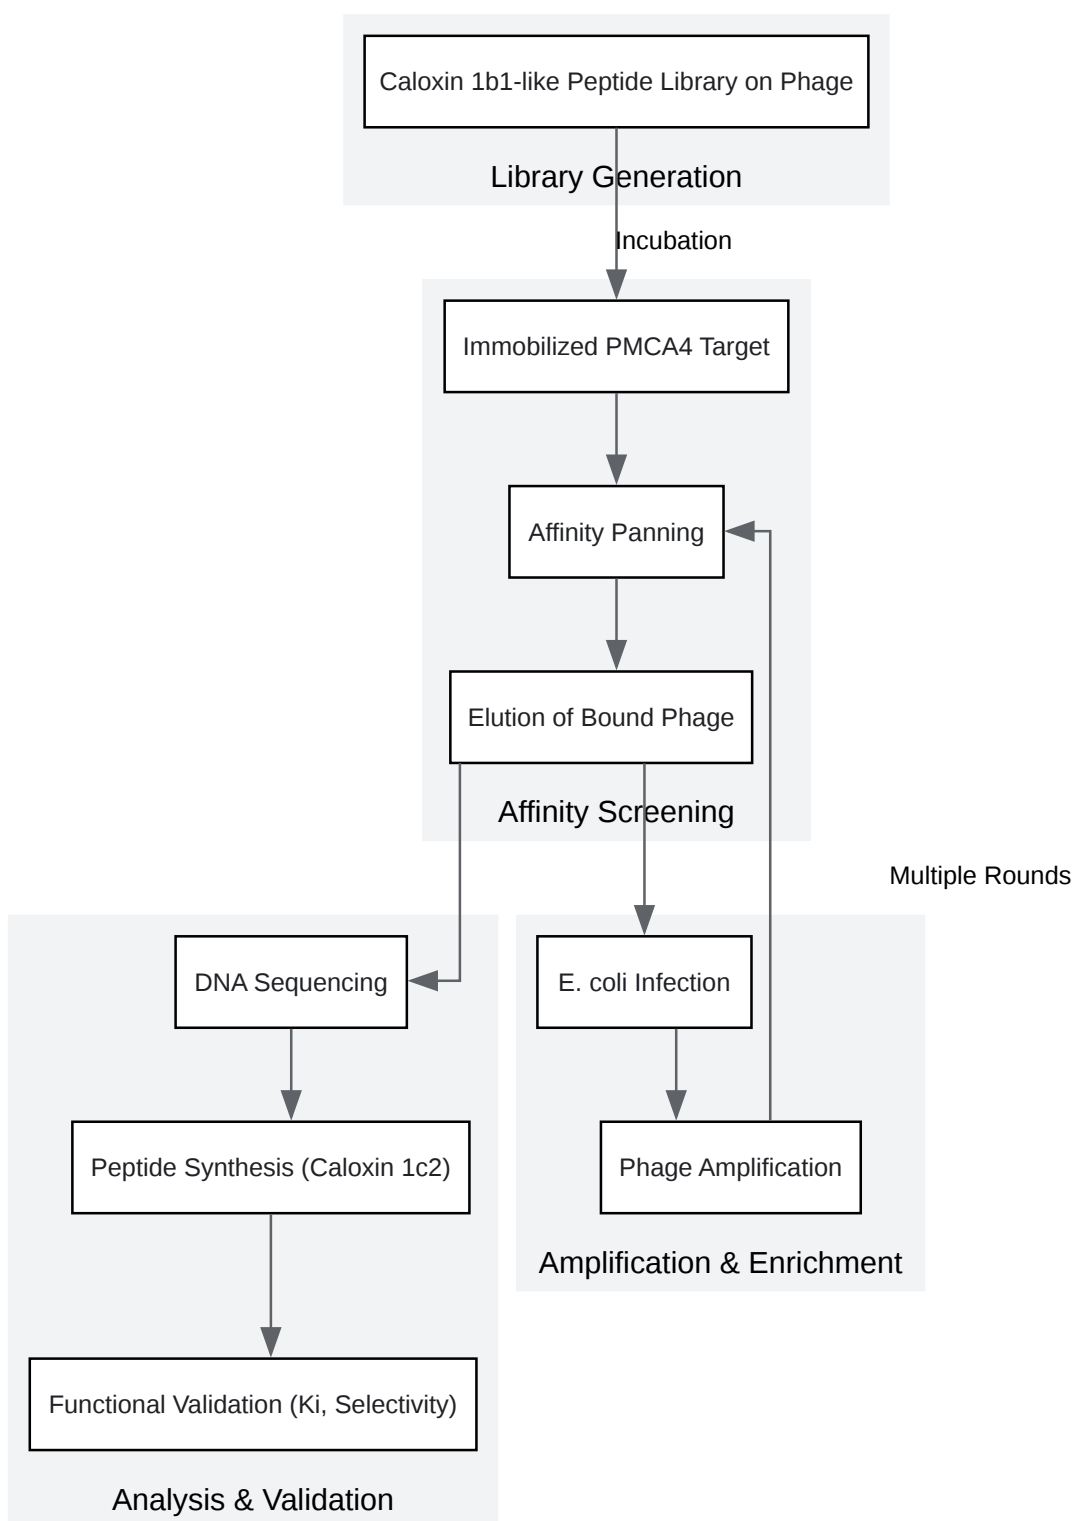 Caloxin 1b1-like Peptide Library on Phage
Library Generation
Incubation
Immobilized PMCA4 Target
Affinity Panning
Elution of Bound Phage
Affinity Screening
Multiple Rounds
DNA Sequencing
E. coli Infection
Peptide Synthesis (Caloxin 1c2)
Phage Amplification
Amplification & Enrichment
Functional Validation (Ki, Selectivity)
Analysis & Validation